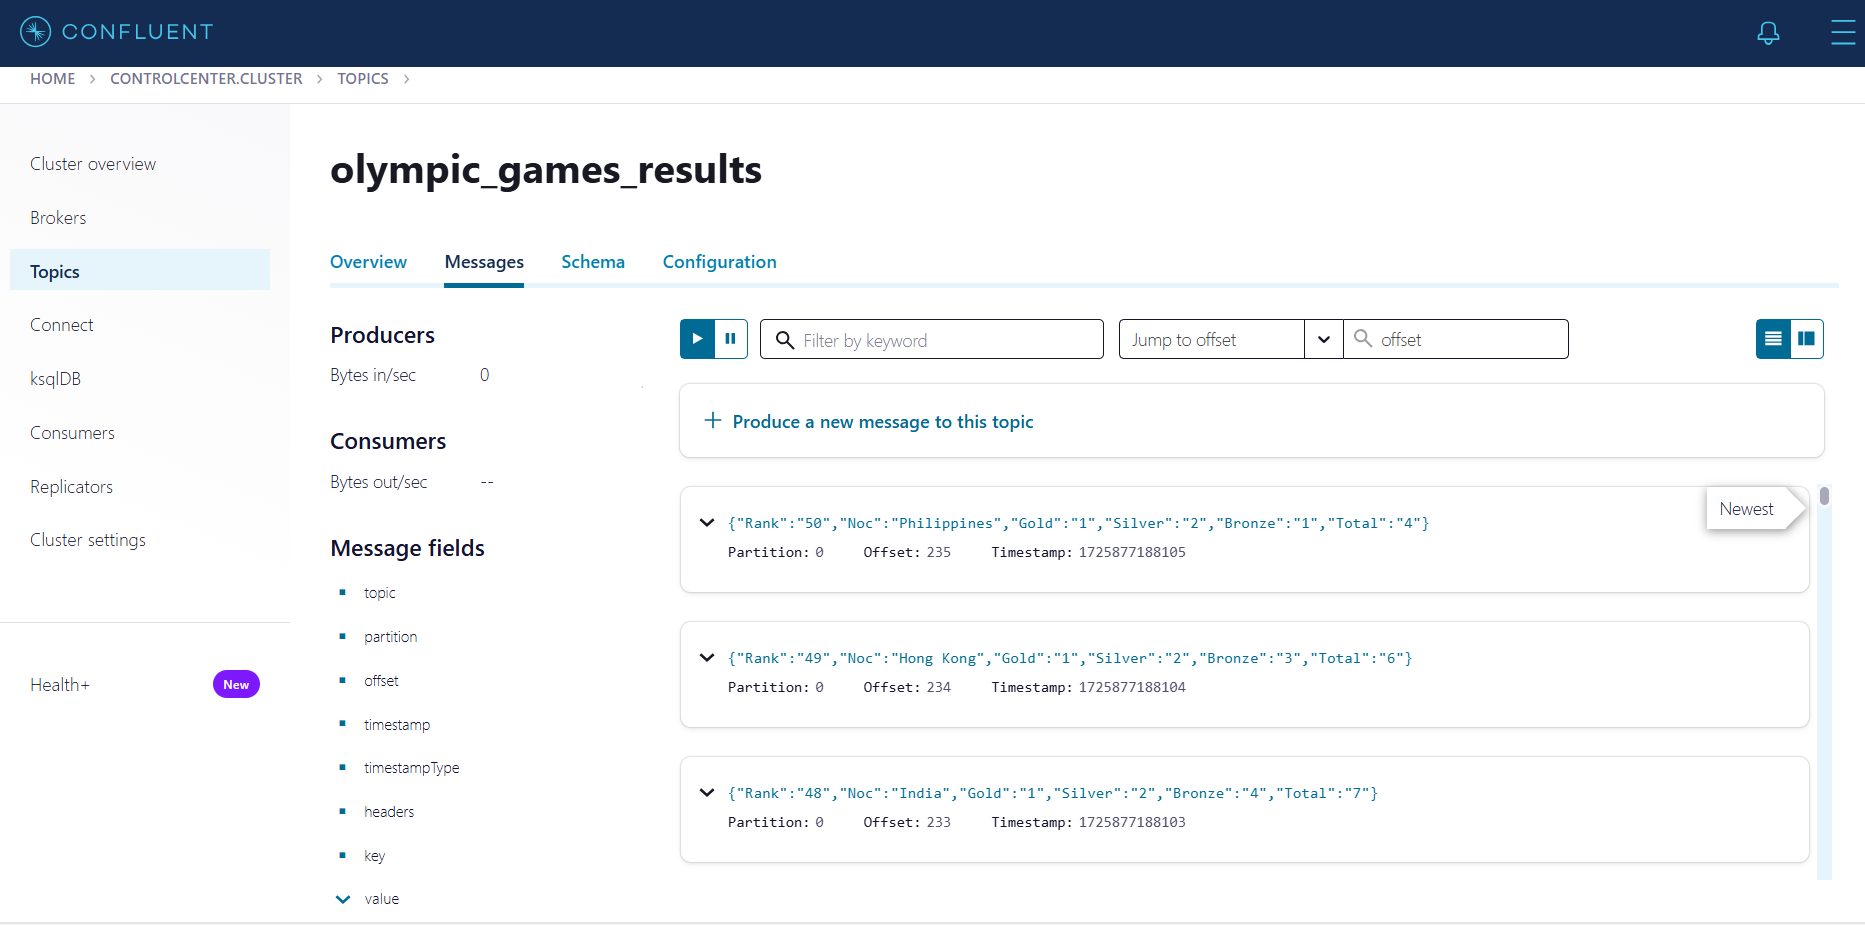 CONFLUENT
HOME > CONTROLCENTER.CLUSTER > TOPICS >
Cluster overview
Brokers
Topics
Connect
ksqlDB
Consumers
Replicators
Cluster settings
Health+ New
olympic_games_results
Overview Messages Schema Configuration
Producers
Bytes in/sec 0
Consumers
Bytes out/sec --
Message fields
topic
partition
offset
timestamp
timestampType
headers
key
value
Filter by keyword Jump to offset offset
Produce a new message to this topic
Newest
{"Rank":"50","Noc":"Philippines","Gold":"1","Silver":"2","Bronze":"1","Total":"4"}
Partition: 0 Offset: 235 Timestamp: 1725877188105
{"Rank":"49","Noc":"Hong Kong","Gold":"1","Silver":"2","Bronze":"3","Total":"6"}
Partition: 0 Offset: 234 Timestamp: 1725877188104
{"Rank":"48","Noc":"India","Gold":"1","Silver":"2","Bronze":"4","Total":"7"}
Partition: 0 Offset: 233 Timestamp: 1725877188103